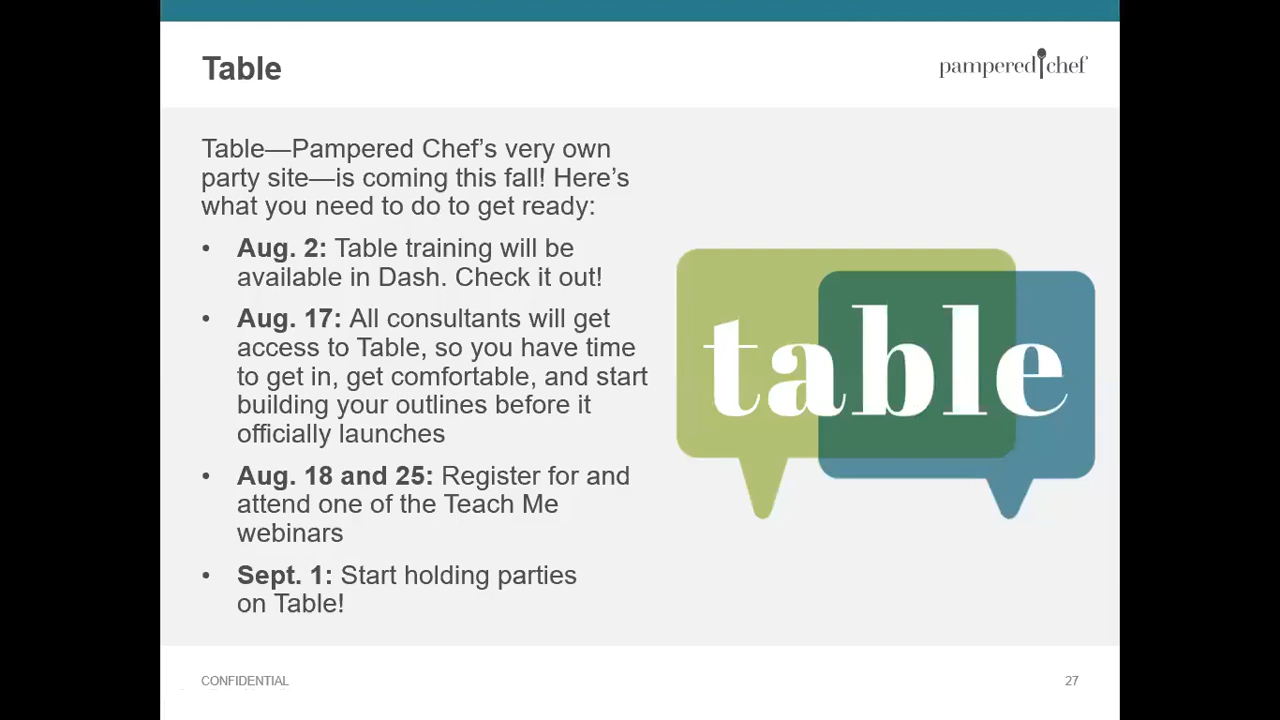 Table
pampered chef
Table—Pampered Chef’s very own
party site—is coming this fall! Here’s
what you need to do to get ready:
• Aug. 2: Table training will be
available in Dash. Check it out!
• Aug. 17: All consultants will get
access to Table, so you have time
to get in, get comfortable, and start
building your outlines before it
officially launches
• Aug. 18 and 25: Register for and
attend one of the Teach Me
webinars
• Sept. 1: Start holding parties
on Table!
table
CONFIDENTIAL
27